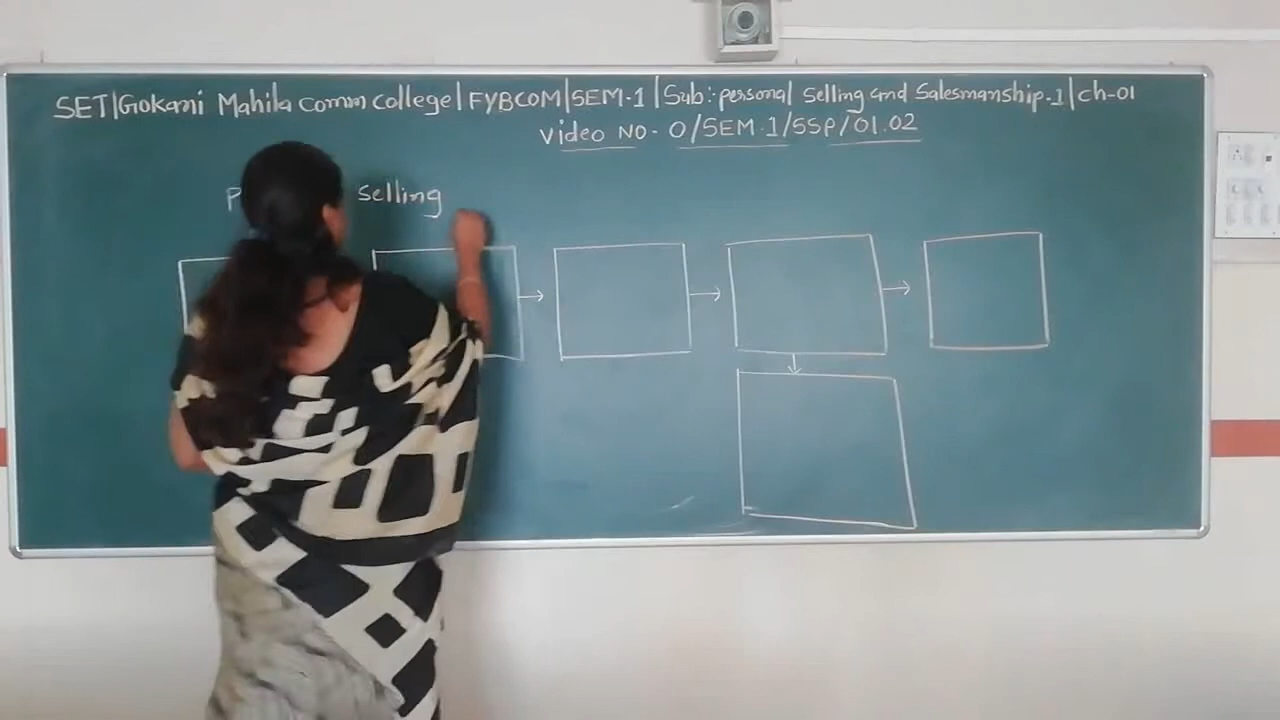 SET|Gokani Mahila Comm College|FYBCOM|SEM-1|Sub:personal Selling and Salesmanship-1|Ch-01
Video NO- 0/SEM.1/SSP/01.02
selling